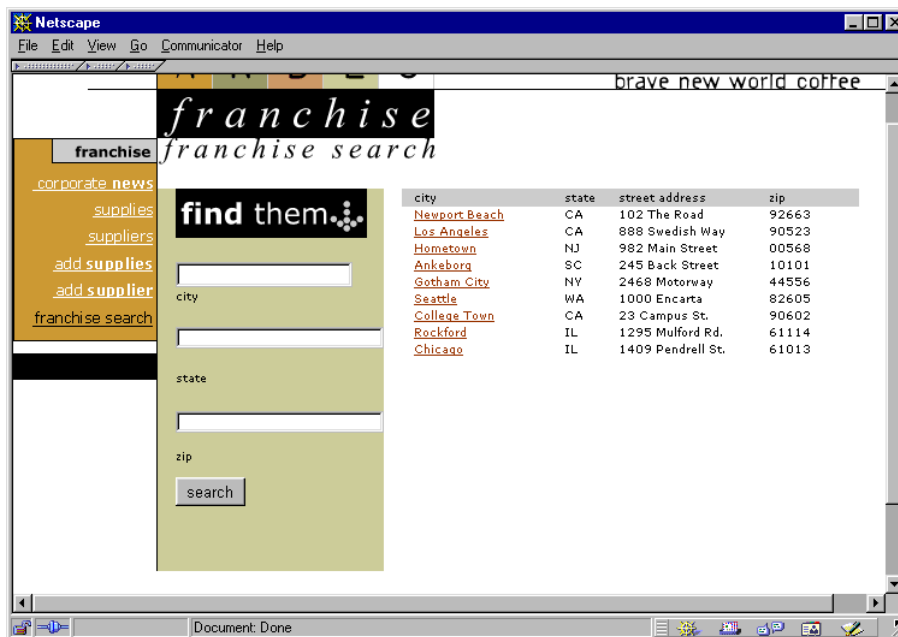 Netscape
File Edit View Go Communicator Help
brave new world coffee
franchise
franchise search
franchise
corporate news
supplies
suppliers
add supplies
add supplier
franchise search
find them
city
state
zip
search
city state street address zip
Newport Beach CA 102 The Road 92663
Los Angeles CA 888 Swedish Way 90523
Hometown NJ 982 Main Street 00568
Ankeborg SC 245 Back Street 10101
Gotham City NY 2468 Motorway 44556
Seattle WA 1000 Encarta 82605
College Town CA 23 Campus St. 90602
Rockford IL 1295 Mulford Rd. 61114
Chicago IL 1409 Pendrell St. 61013
Document: Done